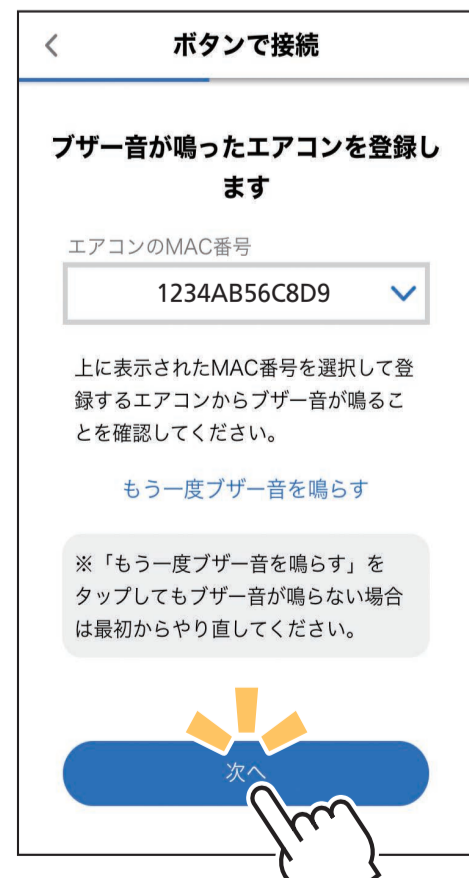 ボタンで接続
ブザー音が鳴ったエアコンを登録し
ます
エアコンのMAC番号
1234AB56C8D9
上に表示されたMAC番号を選択して登
録するエアコンからブザー音が鳴るこ
とを確認してください。
もう一度ブザー音を鳴らす
※「もう一度ブザー音を鳴らす」を
タップしてもブザー音が鳴らない場合
は最初からやり直してください。
次へ